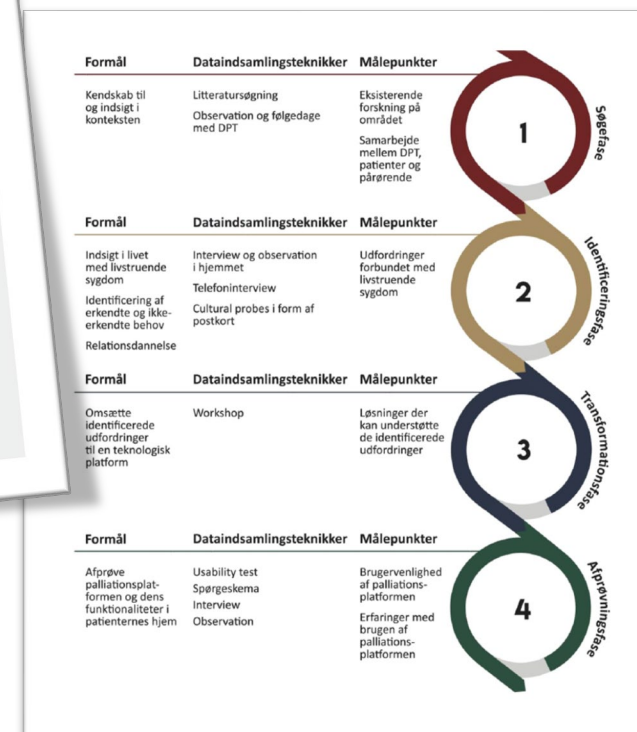 Formål Dataindsamlingsteknikker Målepunkter
Kendskab til
og indsigt i
konteksten
Litteratursøgning
Observation og følgedage
med DPT
Eksisterende
forskning på
området
Samarbejde
mellem DPT,
patienter og
pårørende
1
Søgefase
Formål Dataindsamlingsteknikker Målepunkter
Indsigt i livet
med livstruende
sygdom
Identificering af
erkendte og ikke-
erkendte behov
Relationsdannelse
Interview og observation
i hjemmet
Telefoninterview
Cultural probes i form af
postkort
Udfordringer
forbundet med
livstruende
sygdom
2
Identificeringsfase
Formål Dataindsamlingsteknikker Målepunkter
Omsætte
identificerede
udfordringer
til en teknologisk
platform
Workshop
Løsninger der
kan understøtte
de identificerede
udfordringer
3
Transformationsfase
Formål Dataindsamlingsteknikker Målepunkter
Afprøve
palliationsplat-
formen og dens
funktionaliteter i
patienternes hjem
Usability test
Spørgeskema
Interview
Observation
Brugervenlighed
af palliations-
platformen
Erfaringer med
brugen af
palliations-
platformen
4
Afprøvningsfase